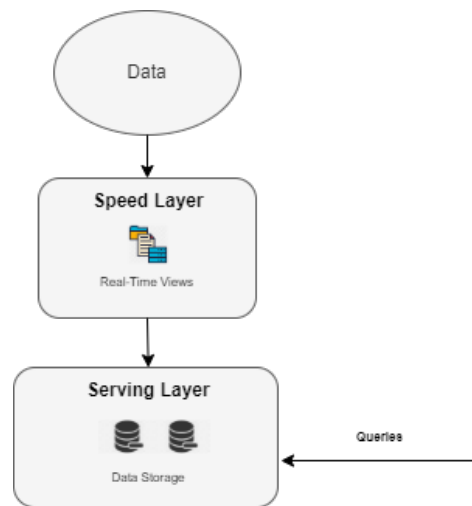 Data
Speed Layer
Real-Time Views
Serving Layer
Data Storage
Queries